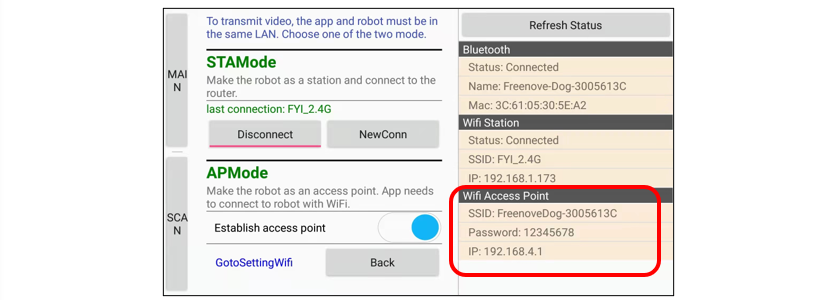 MAI
N
SCA
N
To transmit video, the app and robot must be in
the same LAN. Choose one of the two mode.
STAMode
Make the robot as a station and connect to the
router.
last connection: FYI_2.4G
Disconnect
NewConn
APMode
Make the robot as an access point. App needs
to connect to robot with WiFi.
Establish access point
GotoSettingWifi
Back
Refresh Status
Bluetooth
Status: Connected
Name: Freenove-Dog-3005613C
Mac: 3C:61:05:30:5E:A2
Wifi Station
Status: Connected
SSID: FYI_2.4G
IP: 192.168.1.173
Wifi Access Point
SSID: FreenoveDog-3005613C
Password: 12345678
IP: 192.168.4.1